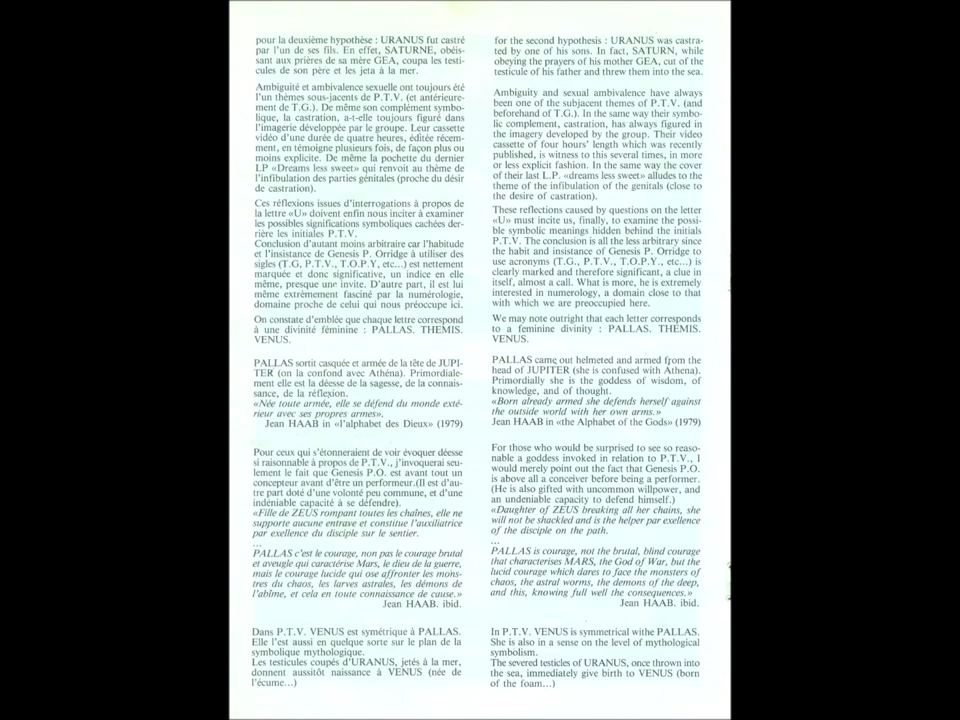 pour la deuxième hypothèse : URANUS fut castré
par l'un de ses fils. En effet, SATURNE, obéis-
sant aux prières de sa mère GEA, coupa les testi-
cules de son père et les jeta à la mer.
Ambiguité et ambivalence sexuelle ont toujours été
l'un thèmes sous-jacents de P.T.V. (et antérieure-
ment de T.G.). De même son complément symbo-
lique, la castration, a-t-elle toujours figuré dans
l'imagerie développée par le groupe. Leur cassette
vidéo d'une durée de quatre heures, éditée récem-
ment, en témoigne plusieurs fois, de façon plus ou
moins explicite. De même la pochette du dernier
LP «Dreams less sweet» qui renvoit au thème de
l'infibulation des parties génitales (proche du désir
de castration).
Ces réflexions issues d'interrogations à propos de
la lettre «U» doivent enfin nous inciter à examiner
les possibles significations symboliques cachées der-
rière les initiales P.T.V.
Conclusion d'autant moins arbitraire car l'habitude
et l'insistance de Genesis P. Orridge à utiliser des
sigles (T.G, P.T.V., T.O.P.Y, etc...) est nettement
marquée et donc significative, un indice en elle
même, presque une invite. D'autre part, il est lui
même extrêmement fasciné par la numérologie,
domaine proche de celui qui nous préoccupe ici.
On constate d'emblée que chaque lettre correspond
à une divinité féminine : PALLAS. THEMIS.
VENUS.
PALLAS sortit casquée et armée de la tête de JUPI-
TER (on la confond avec Athéna). Primordiale-
ment elle est la déesse de la sagesse, de la connais-
sance, de la réflexion.
«Née toute armée, elle se défend du monde exté-
rieur avec ses propres armes».
Jean HAAB in «l'alphabet des Dieux» (1979)
Pour ceux qui s'étonneraient de voir évoquer déesse
si raisonnable à propos de P.T.V., j'invoquerai seu-
lement le fait que Genesis P.O. est avant tout un
concepteur avant d'être un performeur.(Il est d'au-
tre part doté d'une volonté peu commune, et d'une
indéniable capacité à se défendre).
«Fille de ZEUS rompant toutes les chaînes, elle ne
supporte aucune entrave et constitue l'auxiliatrice
par exellence du disciple sur le sentier.
...
PALLAS c'est le courage, non pas le courage brutal
et aveugle qui caractérise Mars, le dieu de la guerre,
mais le courage lucide qui ose affronter les mons-
tres du chaos, les larves astrales, les démons de
l'abîme, et cela en toute connaissance de cause.»
Jean HAAB. ibid.
Dans P.T.V. VENUS est symétrique à PALLAS.
Elle l'est aussi en quelque sorte sur le plan de la
symbolique mythologique.
Les testicules coupés d'URANUS, jetés à la mer,
donnent aussitôt naissance à VENUS (née de
l'écume...)
for the second hypothesis : URANUS was castra-
ted by one of his sons. In fact, SATURN, while
obeying the prayers of his mother GEA, cut of the
testicule of his father and threw them into the sea.
Ambiguity and sexual ambivalence have always
been one of the subjacent themes of P.T.V. (and
beforehand of T.G.). In the same way their symbo-
lic complement, castration, has always figured in
the imagery developed by the group. Their video
cassette of four hours' length which was recently
published, is witness to this several times, in more
or less explicit fashion. In the same way the cover
of their last L.P. «dreams less sweet» alludes to the
theme of the infibulation of the genitals (close to
the desire of castration).
These reflections caused by questions on the letter
«U» must incite us, finally, to examine the possi-
ble symbolic meanings hidden behind the initials
P.T.V. The conclusion is all the less arbitrary since
the habit and insistance of Genesis P. Orridge to
use acronyms (T.G., P.T.V., T.O.P.Y., etc...) is
clearly marked and therefore significant, a clue in
itself, almost a call. What is more, he is extremely
interested in numerology, a domain close to that
with which we are preoccupied here.
We may note outright that each letter corresponds
to a feminine divinity : PALLAS. THEMIS.
VENUS.
PALLAS came out helmeted and armed from the
head of JUPITER (she is confused with Athena).
Primordially she is the goddess of wisdom, of
knowledge, and of thought.
«Born already armed she defends herself against
the outside world with her own arms.»
Jean HAAB in «the Alphabet of the Gods» (1979)
For those who would be surprised to see so reaso-
nable a goddess invoked in relation to P.T.V., I
would merely point out the fact that Genesis P.O.
is above all a conceiver before being a performer.
(He is also gifted with uncommon willpower, and
an undeniable capacity to defend himself.)
«Daughter of ZEUS breaking all her chains, she
will not be shackled and is the helper par exellence
of the disciple on the path.
...
PALLAS is courage, not the brutal, blind courage
that characterises MARS, the God of War, but the
lucid courage which dares to face the monsters of
chaos, the astral worms, the demons of the deep,
and this, knowing full well the consequences.»
Jean HAAB. ibid.
In P.T.V. VENUS is symmetrical withe PALLAS.
She is also in a sense on the level of mythological
symbolism.
The severed testicles of URANUS, once thrown into
the sea, immediately give birth to VENUS (born
of the foam...)